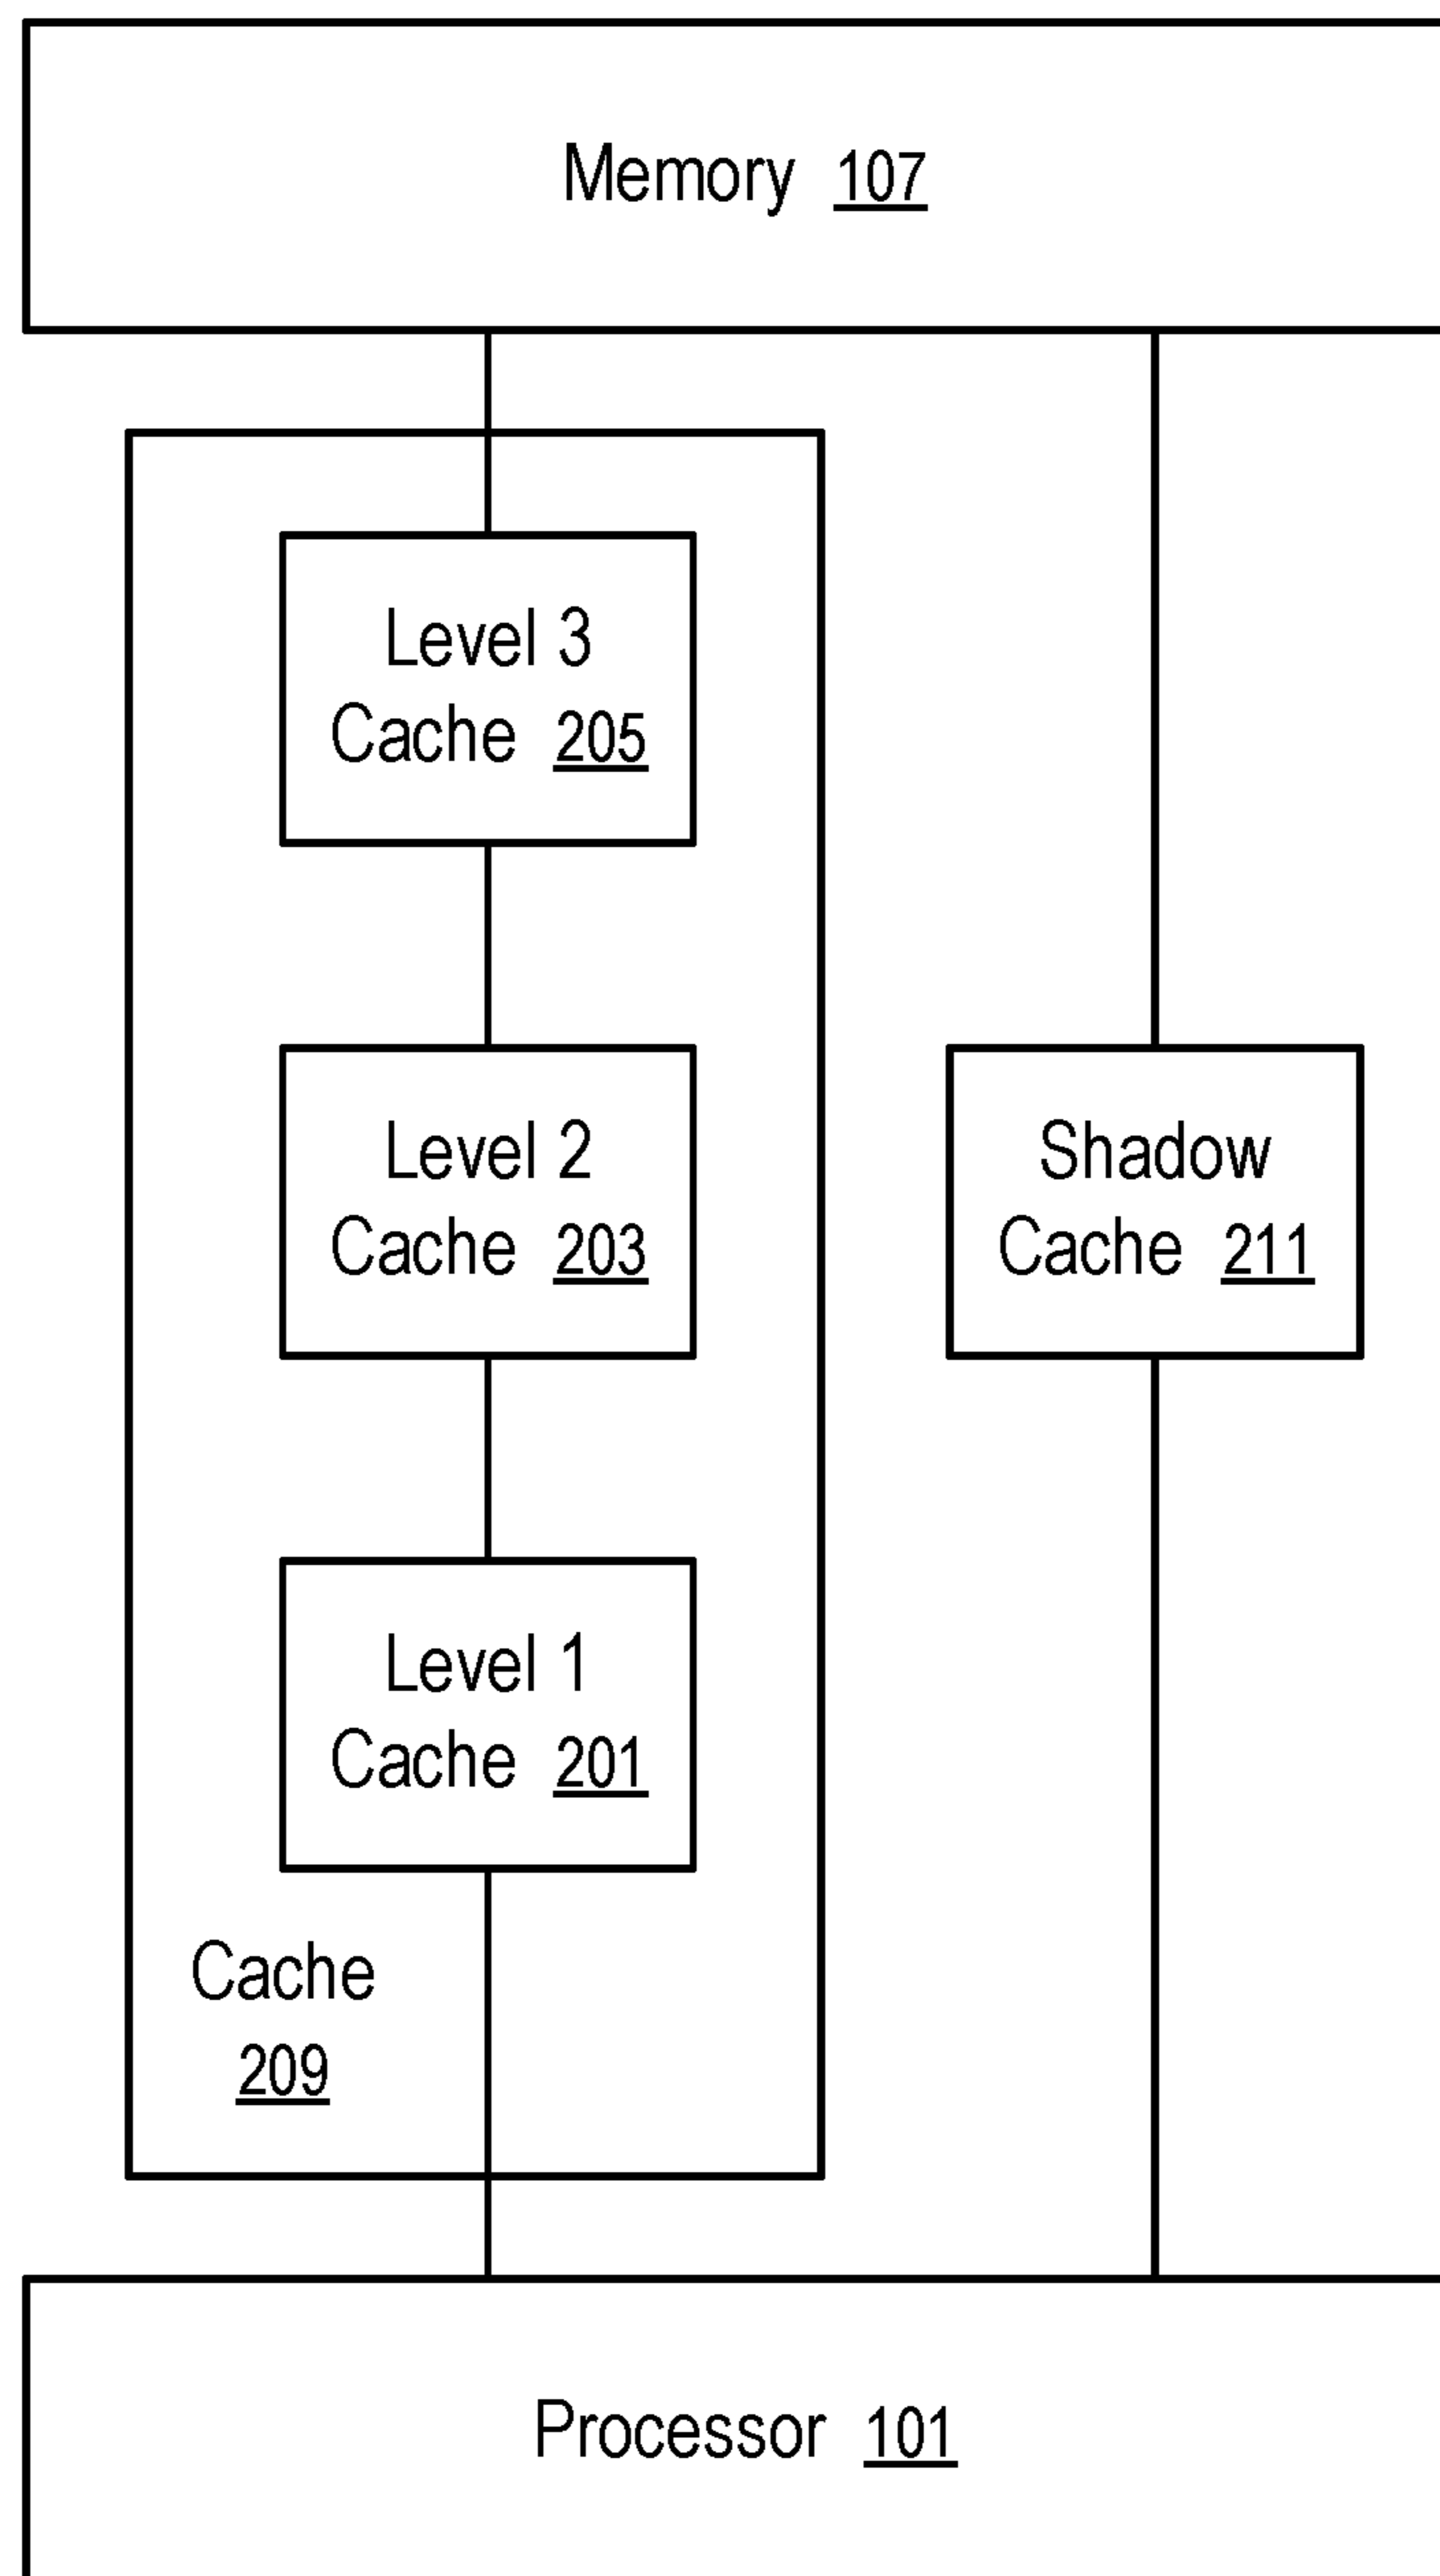 Memory 107
Level 3
Cache 205
Level 2
Cache 203
Shadow
Cache 211
Level 1
Cache 201
Cache
209
Processor 101